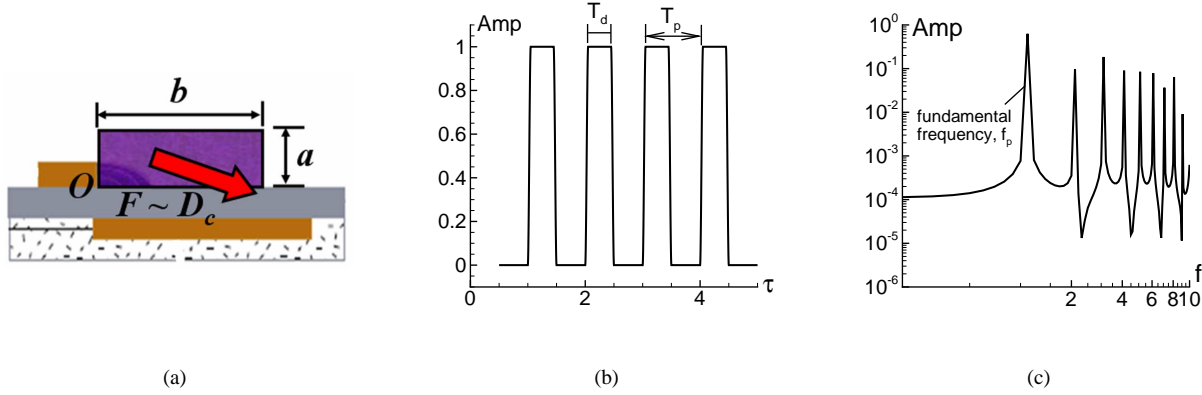 b
a
O
F ~ D_c
(a)
Amp
T_d
T_p
1
0.8
0.6
0.4
0.2
0
0
2
4
τ
(b)
10^0
Amp
10^-1
10^-2
10^-3
10^-4
10^-5
10^-6
fundamental
frequency, f_p
f
2
4
6
8
10
(c)